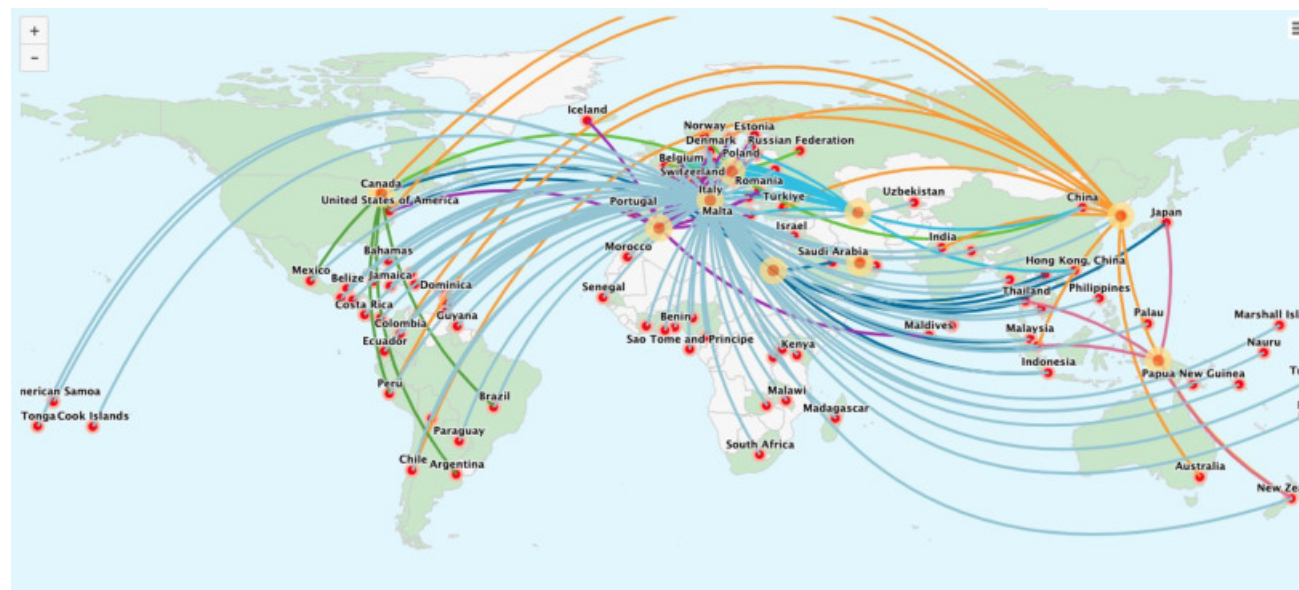 +
−
Iceland
Norway
Estonia
Denmark
Russian Federation
Belgium
Poland
Switzerland
Romania
Canada
Italy
Uzbekistan
United States of America
Portugal
Türkiye
China
Malta
Japan
Israel
Morocco
Saudi Arabia
India
Bahamas
Hong Kong, China
Mexico
Jamaica
Belize
Dominica
Senegal
Thailand
Philippines
Costa Rica
Guyana
Benin
Palau
Marshall Isl
Colombia
Maldives
Malaysia
Ecuador
Sao Tome and Principe
Kenya
Nauru
Indonesia
Papua New Guinea
Tu
Peru
merican Samoa
Brazil
Malawi
Tonga
Cook Islands
Madagascar
Paraguay
South Africa
Chile
Argentina
Australia
New Zea